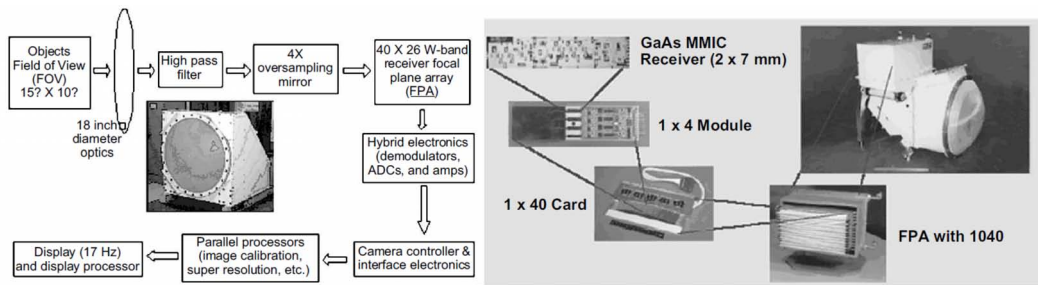 Objects
Field of View
(FOV)
15? X 10?
18 inch
diameter
optics
High pass
filter
4X
oversampling
mirror
40 X 26 W-band
receiver focal
plane array
(FPA)
Hybrid electronics
(demodulators,
ADCs, and amps)
Camera controller &
interface electronics
Parallel processors
(image calibration,
super resolution, etc.)
Display (17 Hz)
and display processor
GaAs MMIC
Receiver (2 x 7 mm)
1 x 4 Module
1 x 40 Card
FPA with 1040